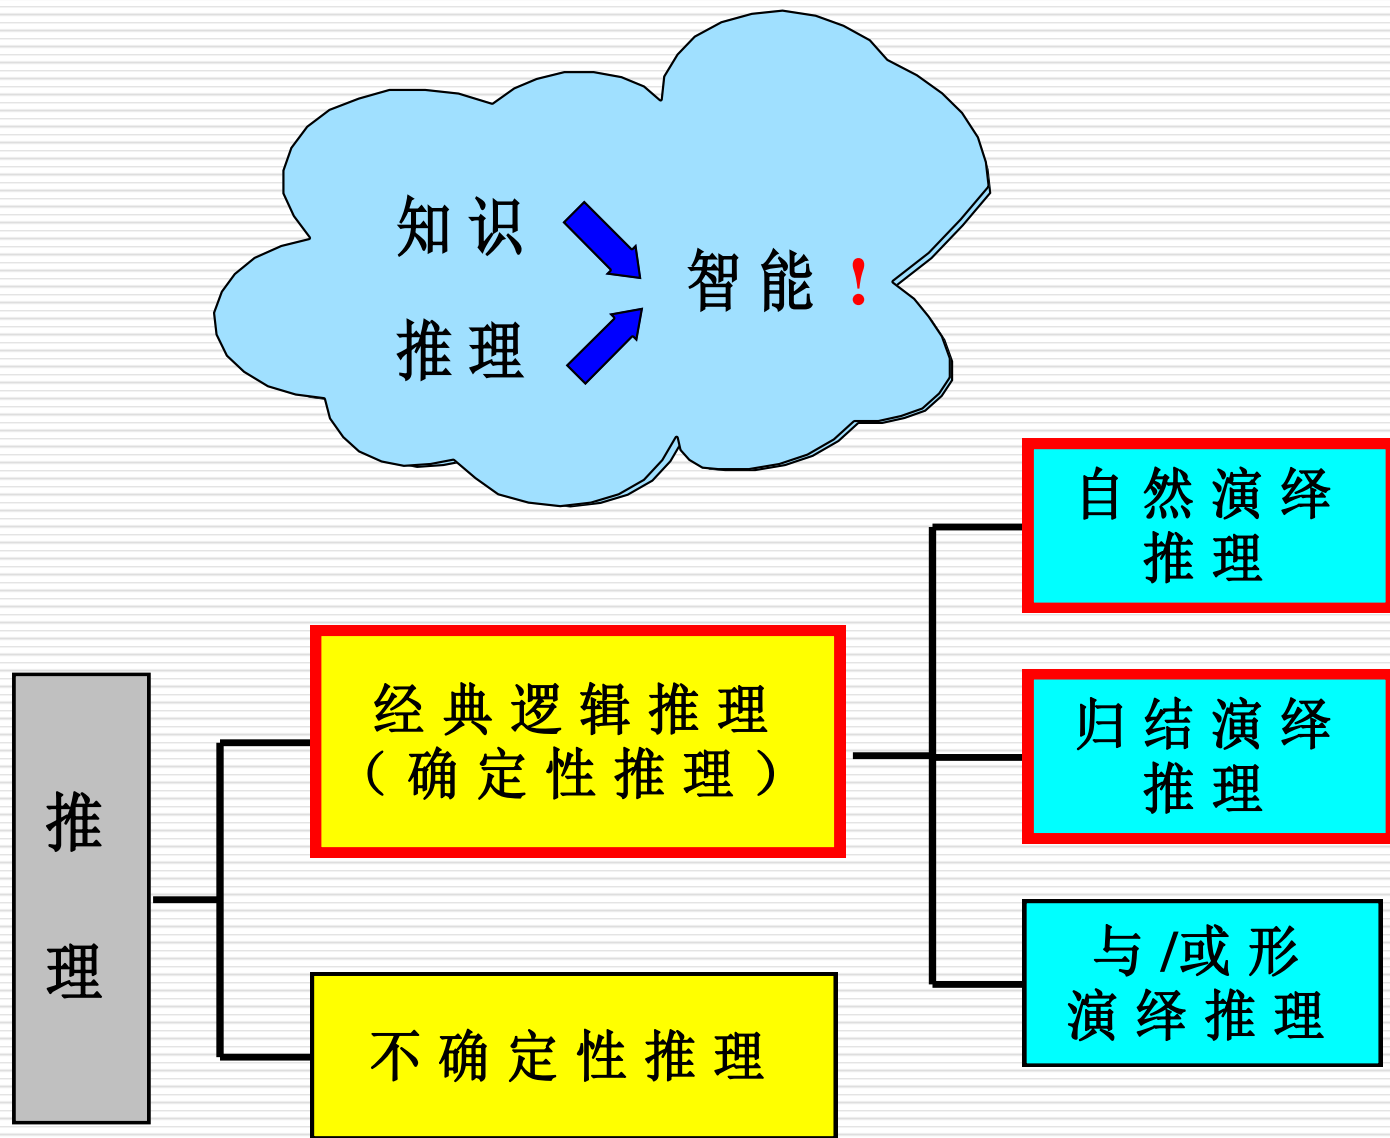 知识
推理
智能！
自然演绎
推理
经典逻辑推理
（确定性推理）
归结演绎
推理
推
理
与/或形
演绎推理
不确定性推理